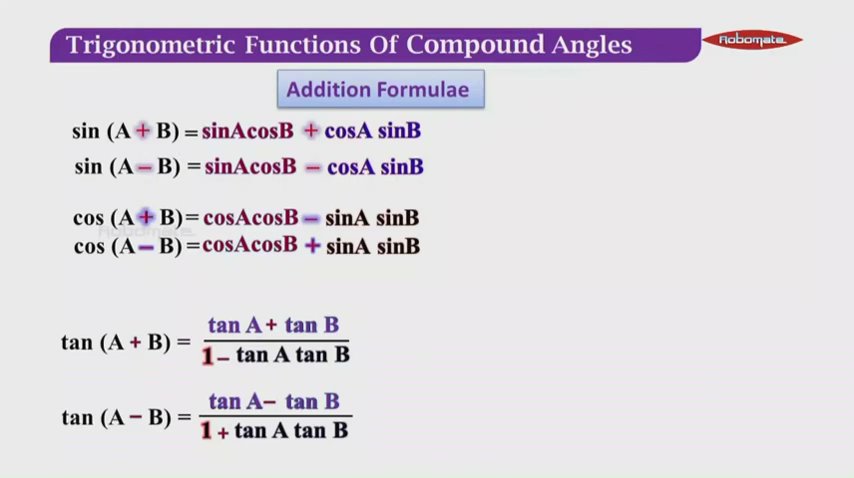 Trigonometric Functions Of Compound Angles
Robomate
Addition Formulae
sin (A + B) = sinAcosB + cosA sinB
sin (A − B) = sinAcosB − cosA sinB
cos (A + B)= cosAcosB − sinA sinB
Robomate
cos (A − B) =cosAcosB + sinA sinB
tan A + tan B
tan (A + B) =
1 − tan A tan B
tan A − tan B
tan (A − B) =
1 + tan A tan B